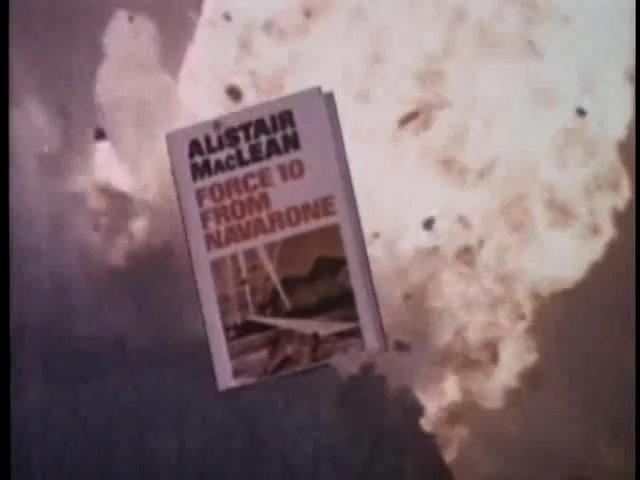 ALiSTAIR
MACLEAN
FORCE 10
FROM
NAVARONE